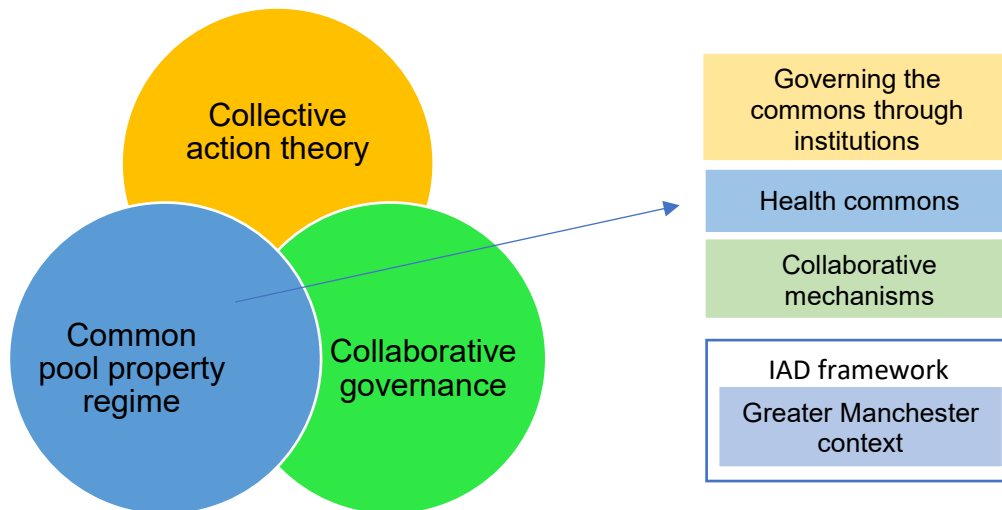 Collective
action theory
Common
pool property
regime
Collaborative
governance
Governing the
commons through
institutions
Health commons
Collaborative
mechanisms
IAD framework
Greater Manchester
context